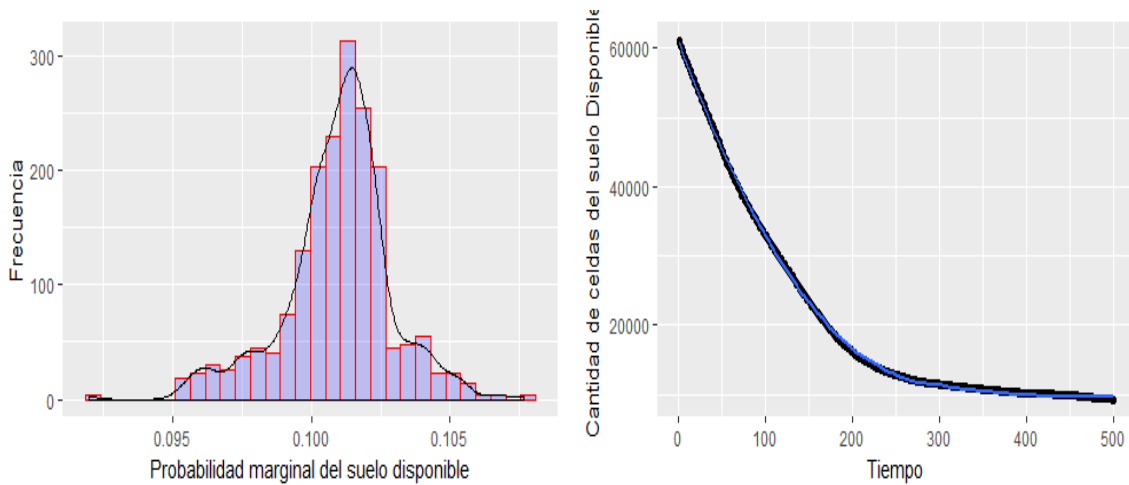 Frecuencia
300
200
100
0
0.095 0.100 0.105
Probabilidad marginal del suelo disponible
Cantidad de celdas del suelo Disponible
60000
40000
20000
0 100 200 300 400 500
Tiempo